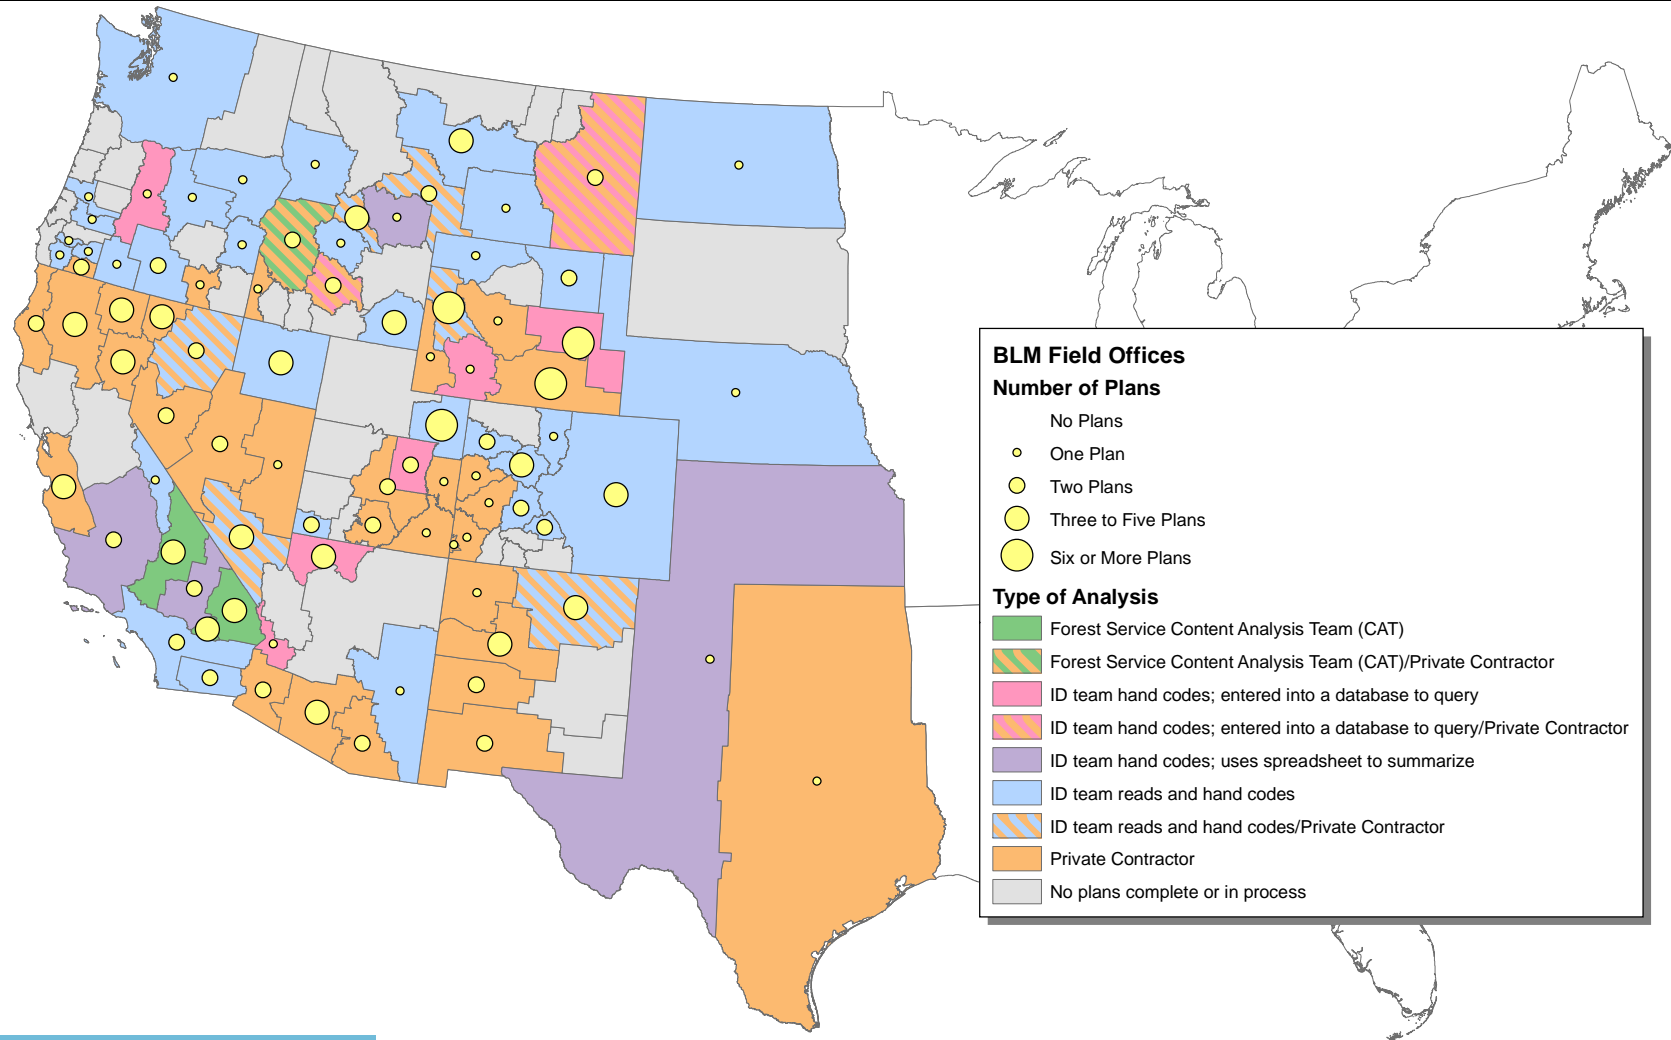 BLM Field Offices
Number of Plans
No Plans
One Plan
Two Plans
Three to Five Plans
Six or More Plans
Type of Analysis
Forest Service Content Analysis Team (CAT)
Forest Service Content Analysis Team (CAT)/Private Contractor
ID team hand codes; entered into a database to query
ID team hand codes; entered into a database to query/Private Contractor
ID team hand codes; uses spreadsheet to summarize
ID team reads and hand codes
ID team reads and hand codes/Private Contractor
Private Contractor
No plans complete or in process